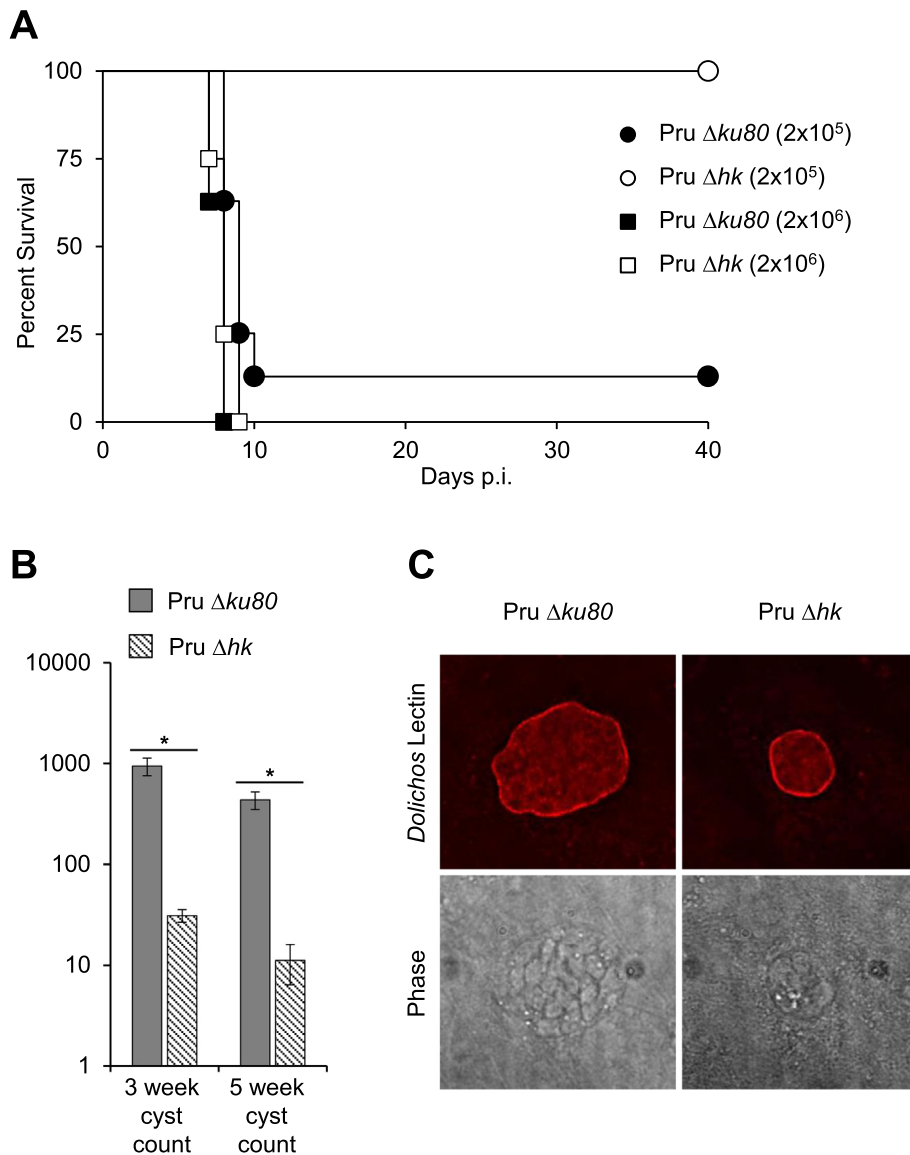 A
100
75
50
25
0
Percent Survival
0 10 20 30 40
Days p.i.
Pru Δku80 (2x10⁵)
Pru Δhk (2x10⁵)
Pru Δku80 (2x10⁶)
Pru Δhk (2x10⁶)
B
Pru Δku80
Pru Δhk
10000
1000
100
10
1
*
*
3 week
cyst
count
5 week
cyst
count
C
Pru Δku80
Pru Δhk
Dolichos Lectin
Phase